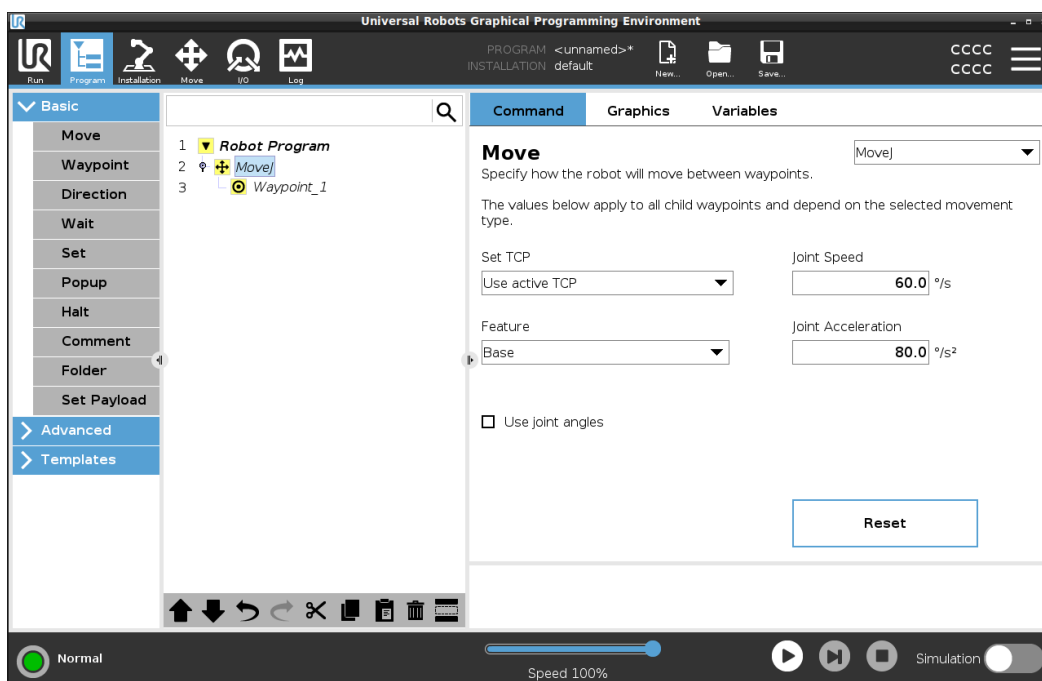 Universal Robots Graphical Programming Environment
Run
Program
Installation
Move
I/O
Log
PROGRAM <unnamed>*
INSTALLATION default
New...
Open...
Save...
CCCC
CCCC
Basic
Move
Waypoint
Direction
Wait
Set
Popup
Halt
Comment
Folder
Set Payload
Advanced
Templates
1 Robot Program
2 MoveJ
3 Waypoint_1
Command Graphics Variables
Move
MoveJ
Specify how the robot will move between waypoints.
The values below apply to all child waypoints and depend on the selected movement
type.
Set TCP
Use active TCP
Joint Speed
60.0 °/s
Feature
Base
Joint Acceleration
80.0 °/s²
Use joint angles
Reset
Normal
Speed 100%
Simulation